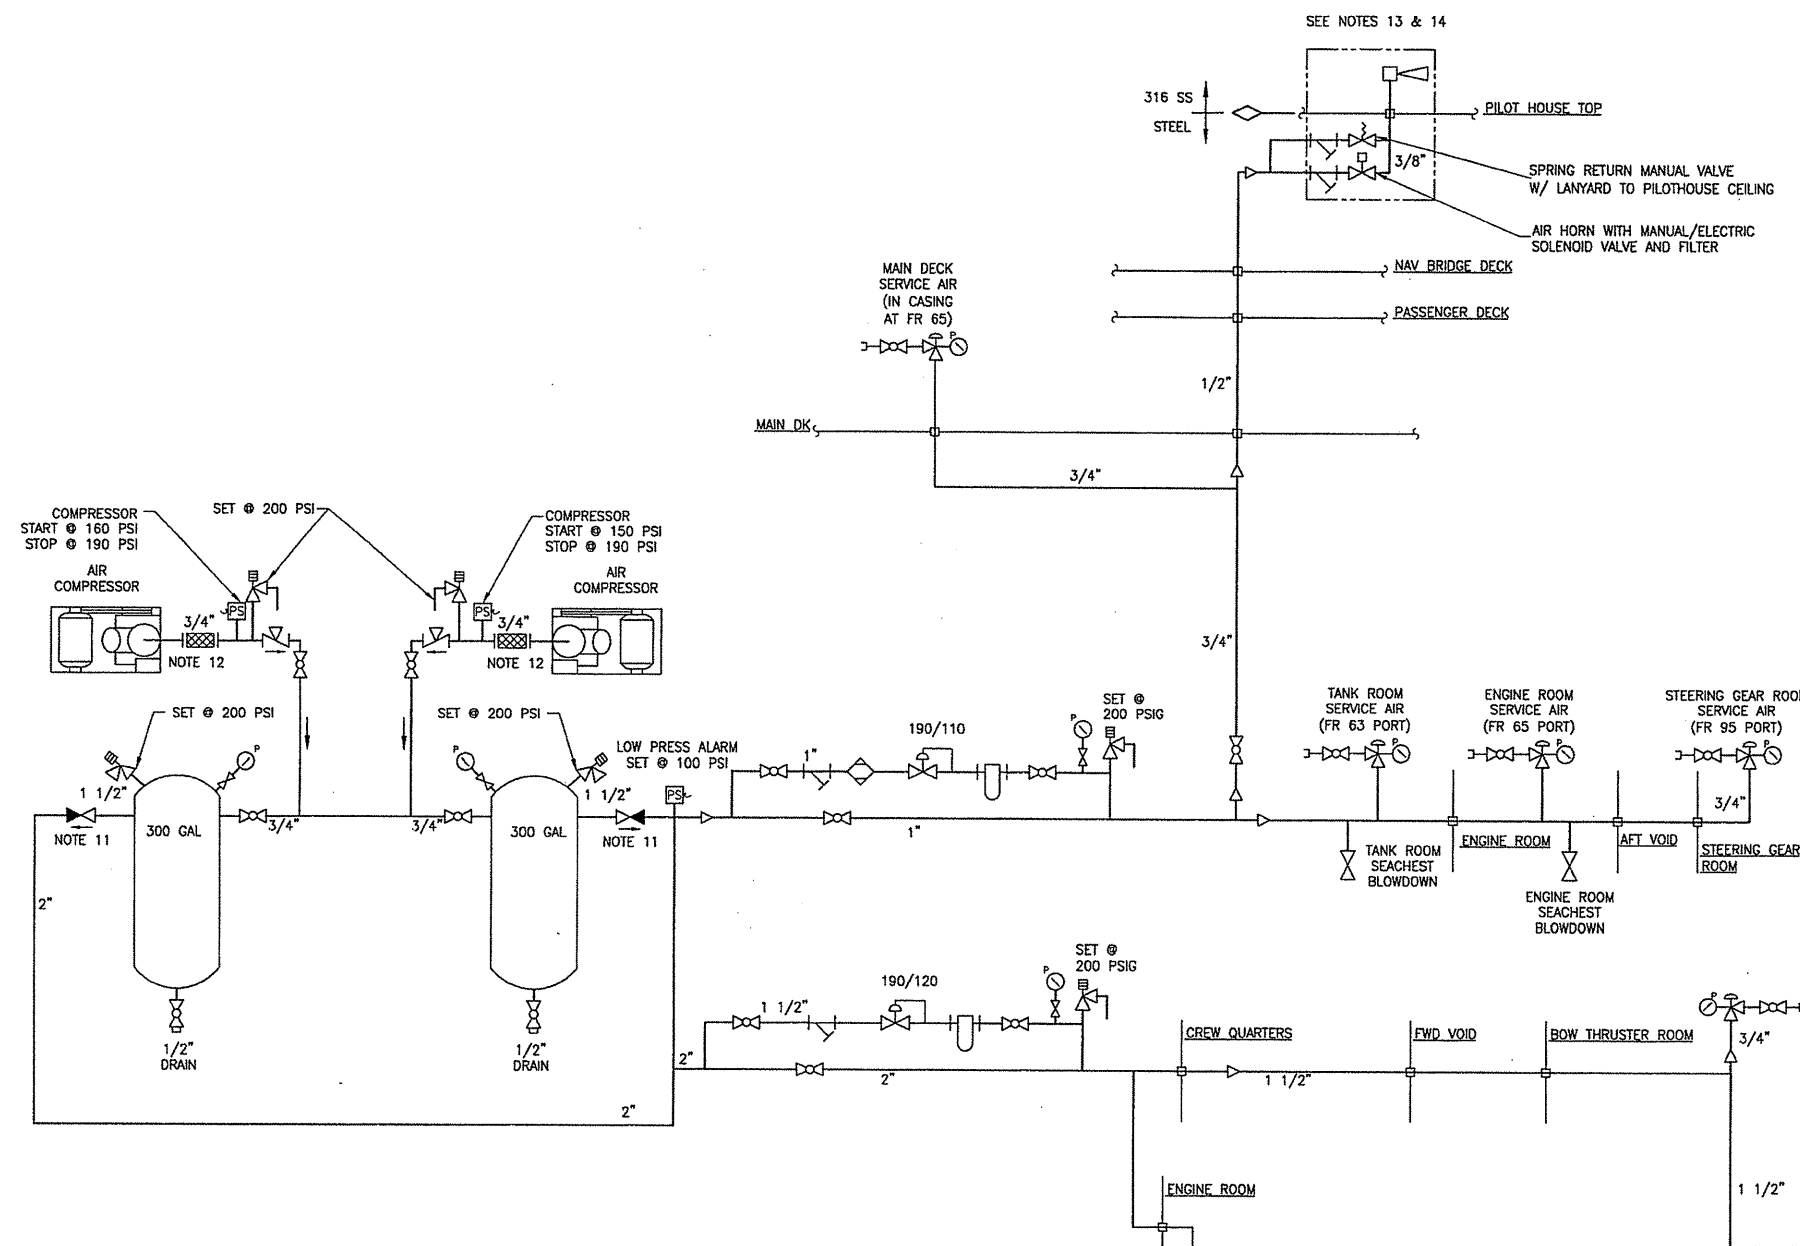 SEE NOTES 13 & 14
316 SS
STEEL
PILOT HOUSE TOP
3/8"
SPRING RETURN MANUAL VALVE
W/ LANYARD TO PILOTHOUSE CEILING
AIR HORN WITH MANUAL/ELECTRIC
SOLENOID VALVE AND FILTER
NAV BRIDGE DECK
PASSENGER DECK
MAIN DECK
SERVICE AIR
(IN CASING
AT FR 65)
P
1/2"
MAIN DK
3/4"
COMPRESSOR
START @ 160 PSI
STOP @ 190 PSI
SET @ 200 PSI
COMPRESSOR
START @ 150 PSI
STOP @ 190 PSI
AIR
COMPRESSOR
AIR
COMPRESSOR
PS
PS
3/4"
3/4"
NOTE 12
NOTE 12
3/4"
SET @ 200 PSI
SET @ 200 PSI
P
P
LOW PRESS ALARM
SET @ 100 PSI
1"
190/110
P
SET @
200 PSIG
TANK ROOM
SERVICE AIR
(FR 63 PORT)
P
ENGINE ROOM
SERVICE AIR
(FR 65 PORT)
P
STEERING GEAR ROOM
SERVICE AIR
(FR 95 PORT)
P
1 1/2"
1 1/2"
PS
3/4"
NOTE 11
300 GAL
3/4"
3/4"
300 GAL
NOTE 11
1"
TANK ROOM
SEACHEST
BLOWDOWN
ENGINE ROOM
AFT VOID
STEERING GEAR
ROOM
ENGINE ROOM
SEACHEST
BLOWDOWN
2"
1/2"
DRAIN
1/2"
DRAIN
SET @
200 PSIG
P
190/120
1 1/2"
2"
2"
CREW QUARTERS
FWD VOID
BOW THRUSTER ROOM
P
3/4"
1 1/2"
2"
ENGINE ROOM
1 1/2"